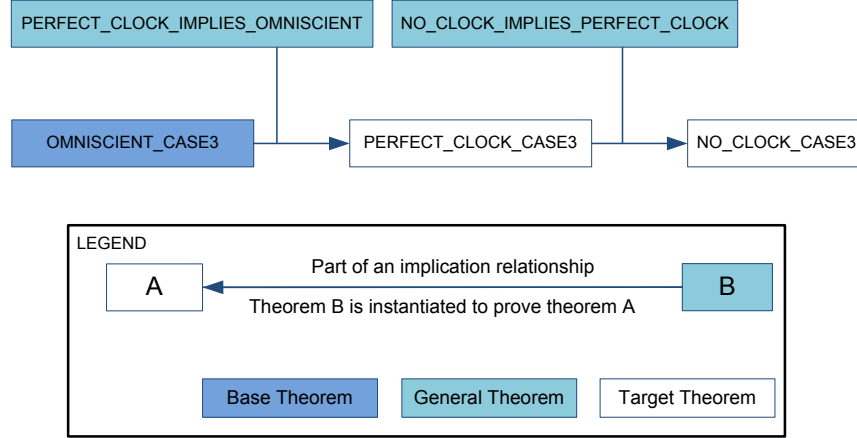 PERFECT_CLOCK_IMPLIES_OMNISCIENT
NO_CLOCK_IMPLIES_PERFECT_CLOCK
OMNISCIENT_CASE3
PERFECT_CLOCK_CASE3
NO_CLOCK_CASE3
LEGEND
A
Part of an implication relationship
Theorem B is instantiated to prove theorem A
B
Base Theorem
General Theorem
Target Theorem